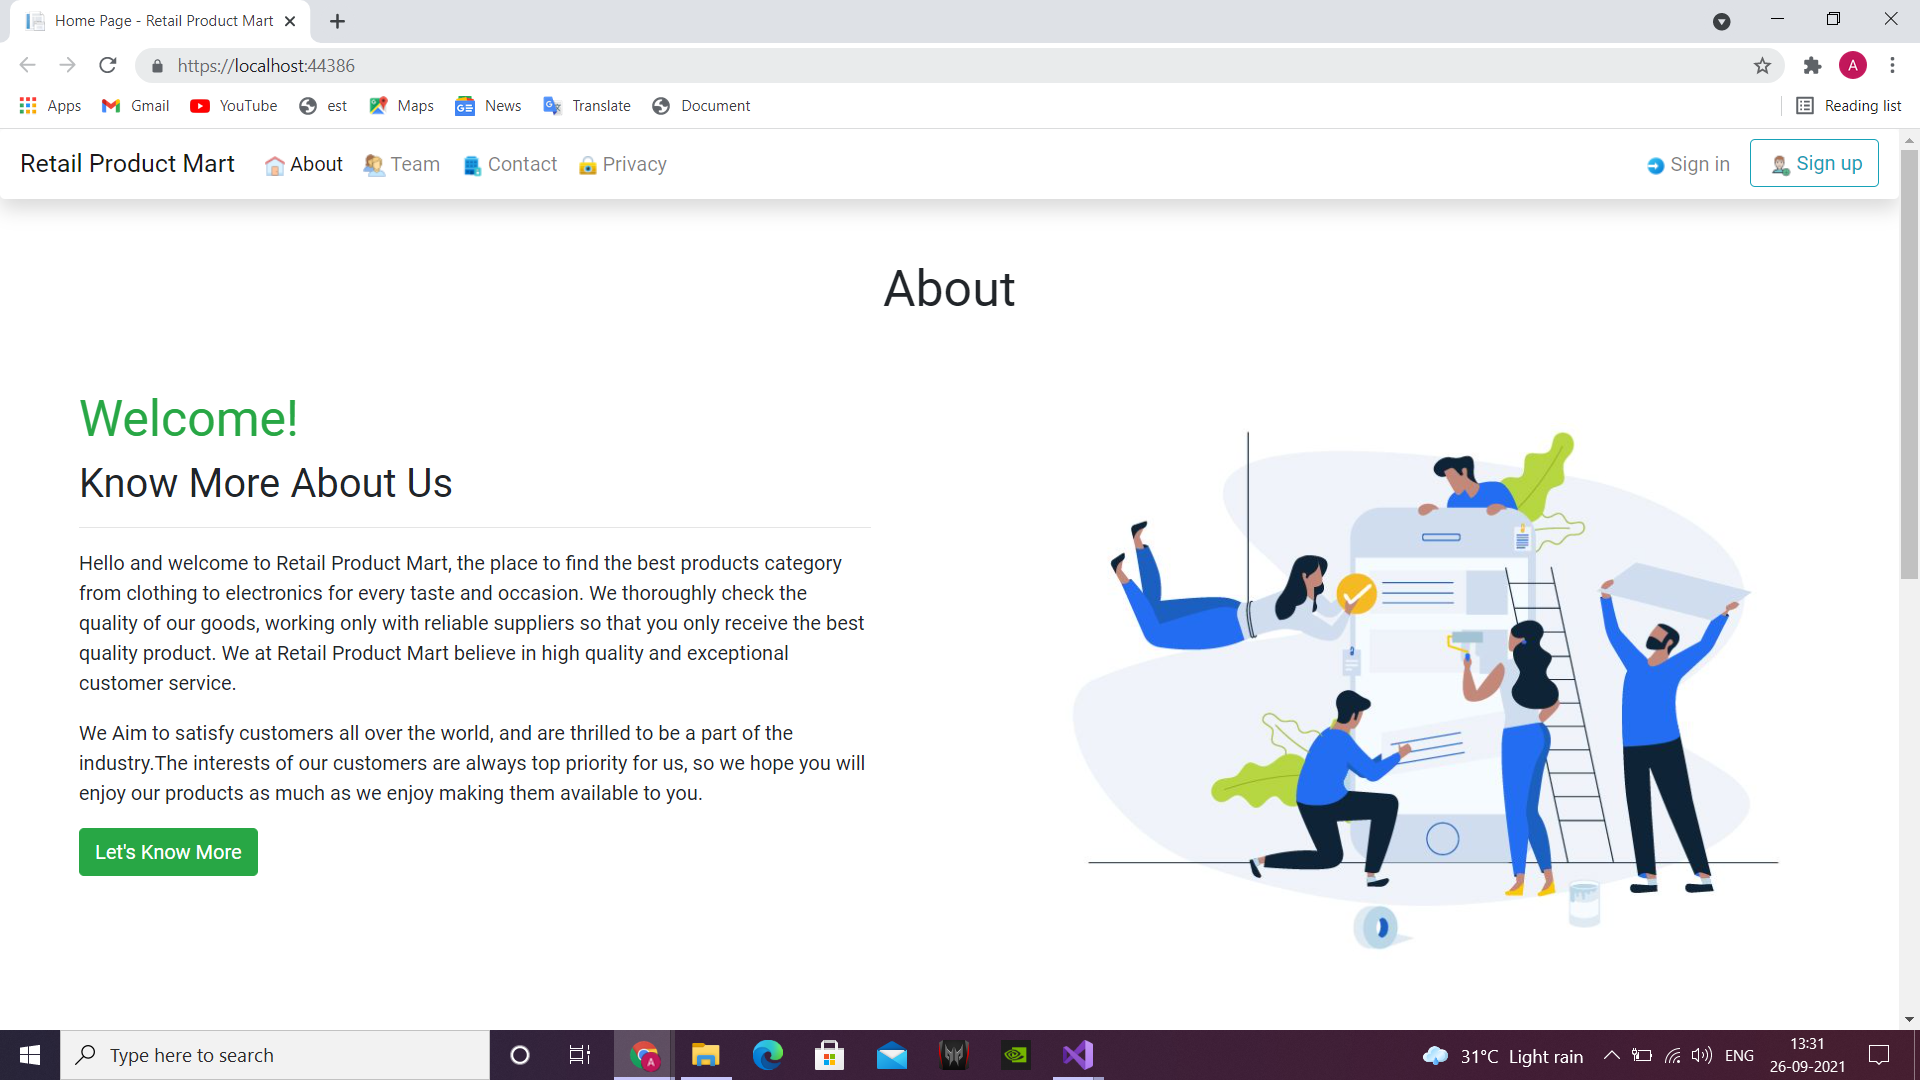 Home Page - Retail Product Mart
https://localhost:44386
A
Apps Gmail YouTube est Maps News Translate Document Reading list
Retail Product Mart About Team Contact Privacy Sign in Sign up
About
Welcome!
Know More About Us
Hello and welcome to Retail Product Mart, the place to find the best products category
from clothing to electronics for every taste and occasion. We thoroughly check the
quality of our goods, working only with reliable suppliers so that you only receive the best
quality product. We at Retail Product Mart believe in high quality and exceptional
customer service.
We Aim to satisfy customers all over the world, and are thrilled to be a part of the
industry.The interests of our customers are always top priority for us, so we hope you will
enjoy our products as much as we enjoy making them available to you.
Let's Know More
Type here to search
A
31°C Light rain
ENG
13:31
26-09-2021